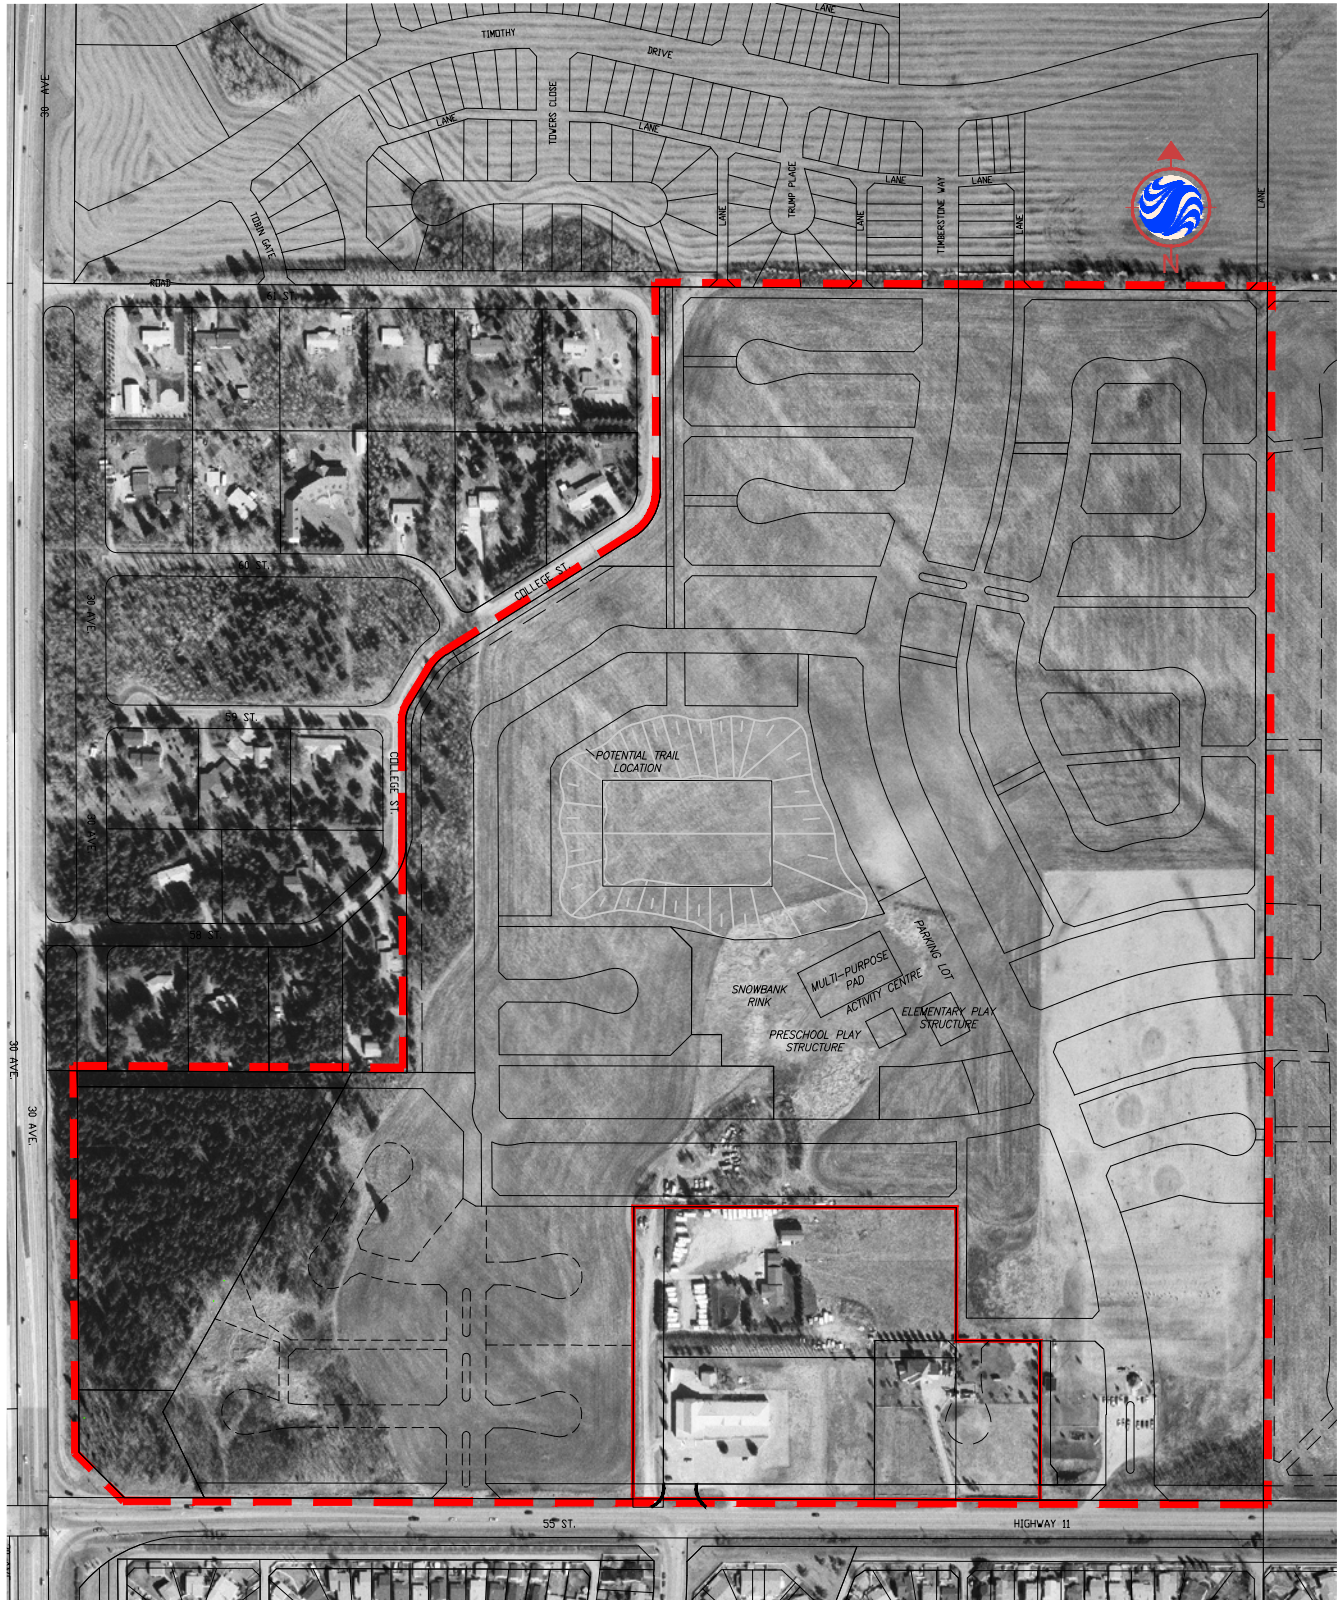 LANE
TIMOTHY
DRIVE
30 AVE
TOWERS CLOSE
LANE
LANE
TRUMP PLACE
LANE
TIMBERSTONE WAY
LANE
LANE
LANE
LANE
LANE
TOBIN GATE
N
ROAD
61 ST.
60 ST.
COLLEGE ST.
30 AVE.
59 ST.
COLLEGE ST.
POTENTIAL TRAIL
LOCATION
30 AVE.
58 ST.
PARKING LOT
MULTI-PURPOSE
PAD
SNOWBANK
RINK
ACTIVITY CENTRE
ELEMENTARY PLAY
STRUCTURE
PRESCHOOL PLAY
STRUCTURE
30 AVE.
30 AVE.
55 ST.
HIGHWAY 11